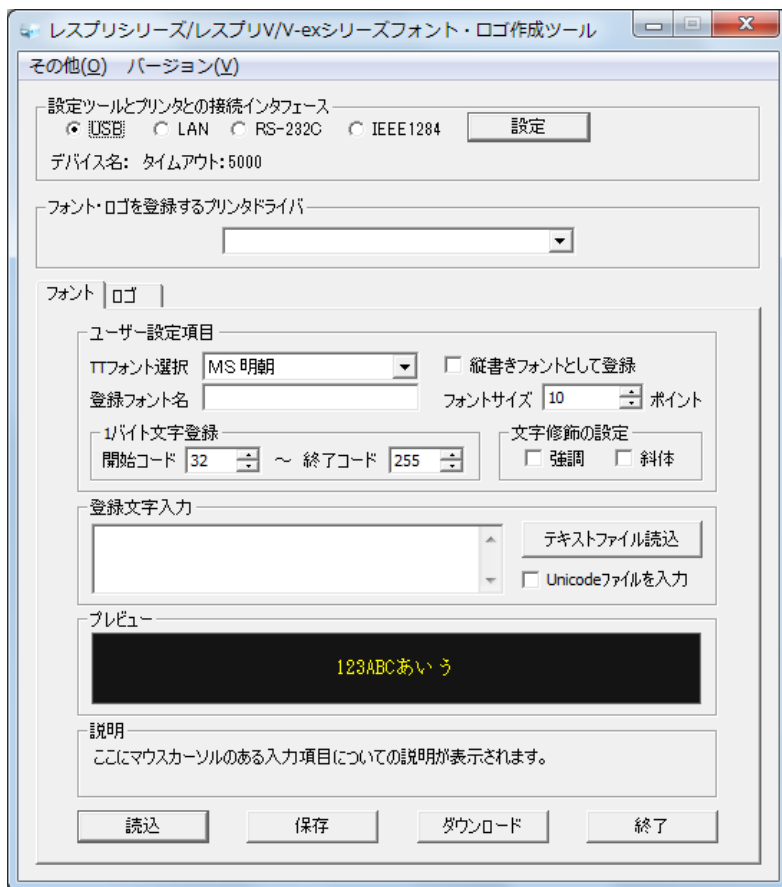 レスプリシリーズ/レスプリV/V-exシリーズフォント・ロゴ作成ツール
その他(O) バージョン(V)
設定ツールとプリンタとの接続インタフェース
USB LAN RS-232C IEEE1284 設定
デバイス名: タイムアウト:5000
フォント・ロゴを登録するプリンタドライバ
フォント ロゴ
ユーザー設定項目
TTフォント選択 MS 明朝 縦書きフォントとして登録
登録フォント名 フォントサイズ 10 ポイント
1バイト文字登録 文字修飾の設定
開始コード 32 ~ 終了コード 255 強調 斜体
登録文字入力
テキストファイル読込
Unicodeファイルを入力
プレビュー
123ABCあいう
説明
ここにマウスカーソルのある入力項目についての説明が表示されます。
読込 保存 ダウンロード 終了